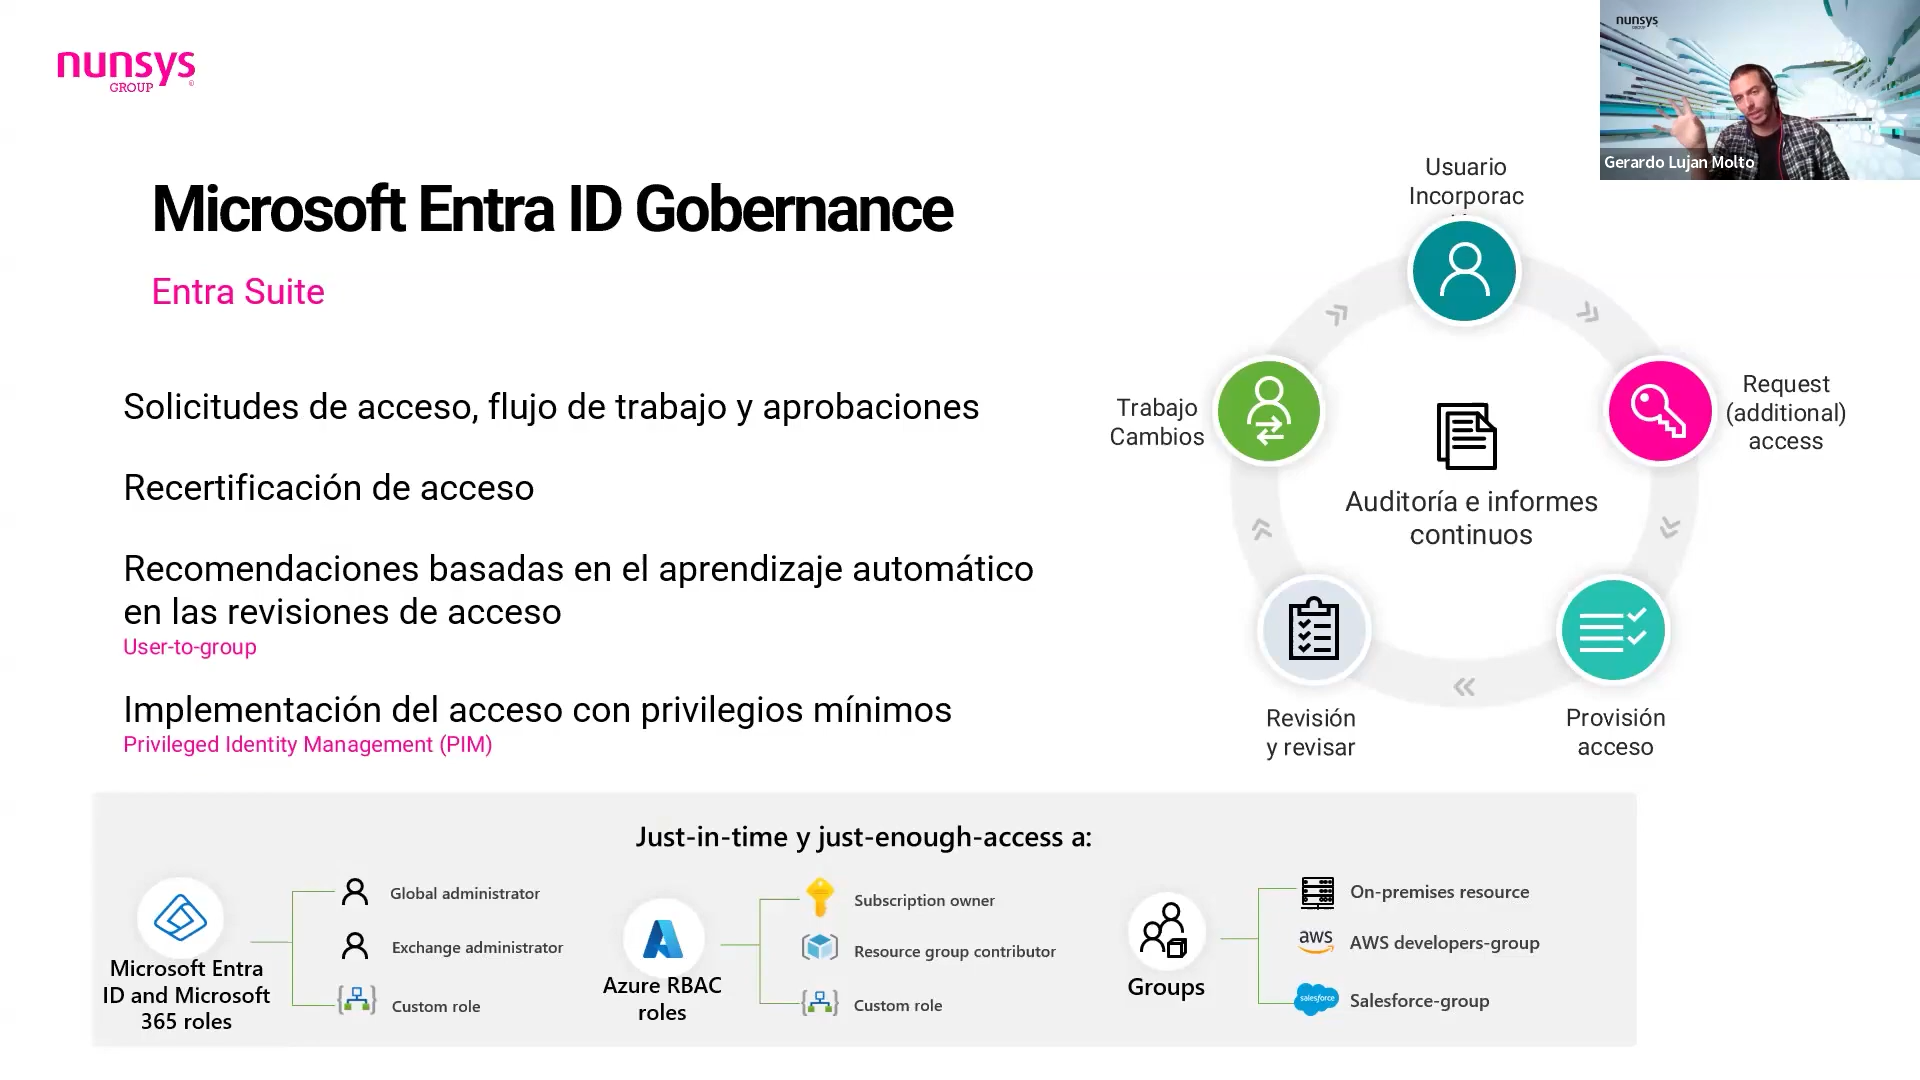 nunsys
GROUP
nunsys
Gerardo Lujan Molto
Microsoft Entra ID Gobernance
Entra Suite
Solicitudes de acceso, flujo de trabajo y aprobaciones
Recertificación de acceso
Recomendaciones basadas en el aprendizaje automático
en las revisiones de acceso
User-to-group
Implementación del acceso con privilegios mínimos
Privileged Identity Management (PIM)
Usuario
Incorporac
Request
(additional)
access
Provisión
acceso
Revisión
y revisar
Trabajo
Cambios
Auditoría e informes
continuos
Just-in-time y just-enough-access a:
Microsoft Entra
ID and Microsoft
365 roles
Global administrator
Exchange administrator
Custom role
Azure RBAC
roles
Subscription owner
Resource group contributor
Custom role
Groups
On-premises resource
aws
AWS developers-group
salesforce
Salesforce-group